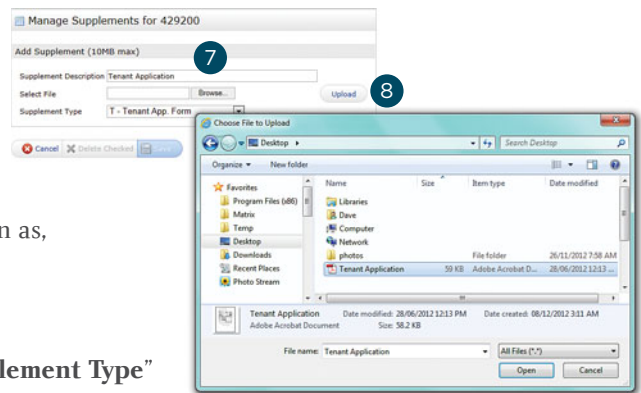 Manage Supplements for 429200
Add Supplement (10MB max)
7
Supplement Description Tenant Application
Select File Browse... Upload 8
Supplement Type T - Tenant App. Form
Cancel Delete Checked Save
Choose File to Upload
Desktop Search Desktop
Organize New folder
Name Size Item type Date modified
Favorites
Program Files (x86)
Matrix
Temp
Desktop
Downloads
Recent Places
Photo Stream
Libraries
Dave
Computer
Network
photos File folder 26/11/2012 7:58 AM
Tenant Application 59 KB Adobe Acrobat D... 28/06/2012 12:13 ...
Tenant Application Date modified: 28/06/2012 12:13 PM Date created: 08/12/2012 3:11 AM
Adobe Acrobat Document Size: 58.2 KB
File name: Tenant Application All Files (*.*)
Open Cancel
n as,
lement Type”